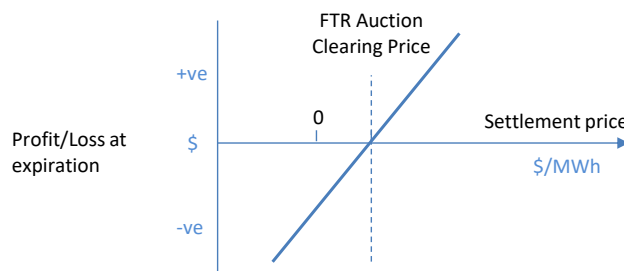 FTR Auction
Clearing Price
+ve
0
Settlement price
Profit/Loss at
expiration
$
$/MWh
-ve